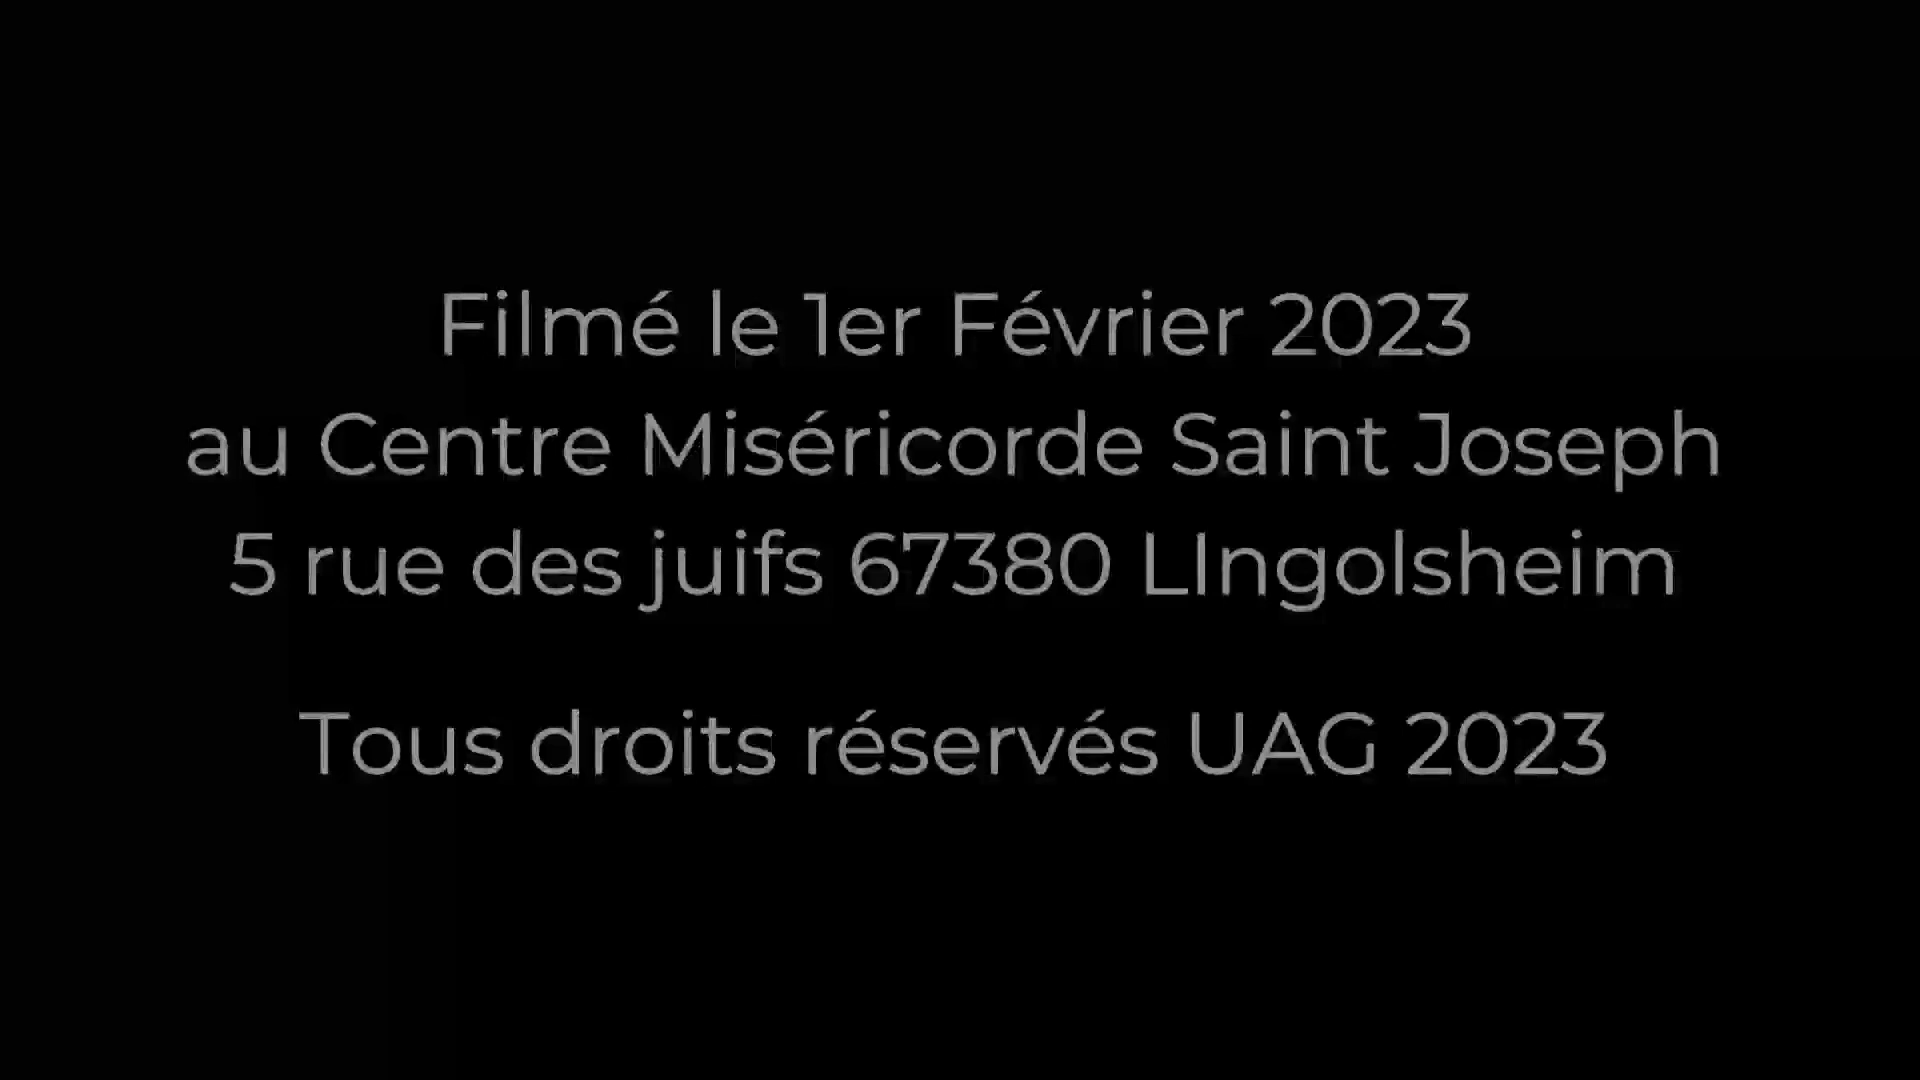 Filmé le 1er Février 2023
au Centre Miséricorde Saint Joseph
5 rue des juifs 67380 LIngolsheim
Tous droits réservés UAG 2023